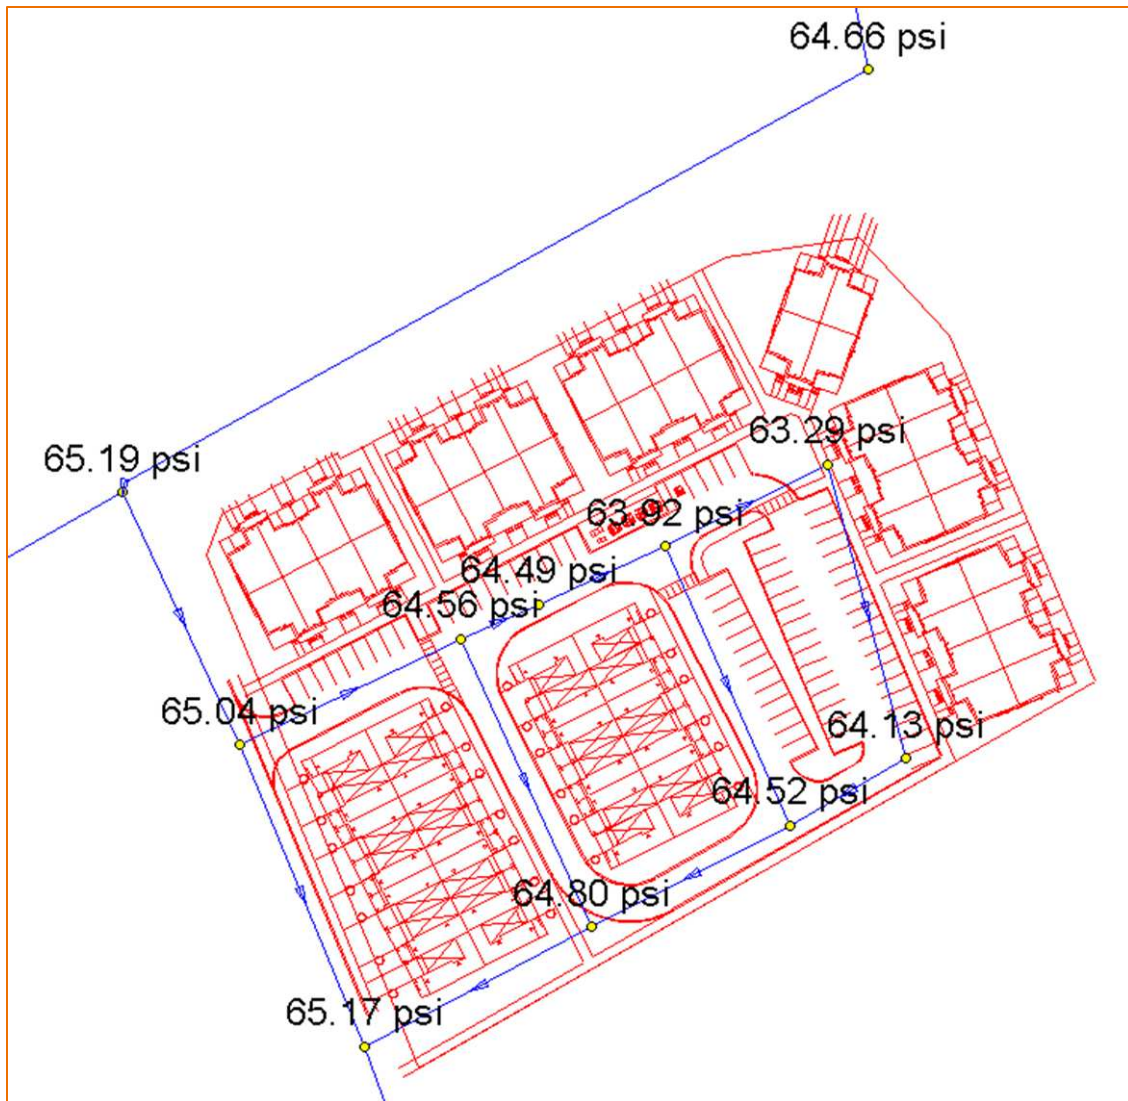 64.66 psi
63.29 psi
65.19 psi
63.92 psi
64.49 psi
64.56 psi
65.04 psi
64.13 psi
64.52 psi
64.80 psi
65.17 psi